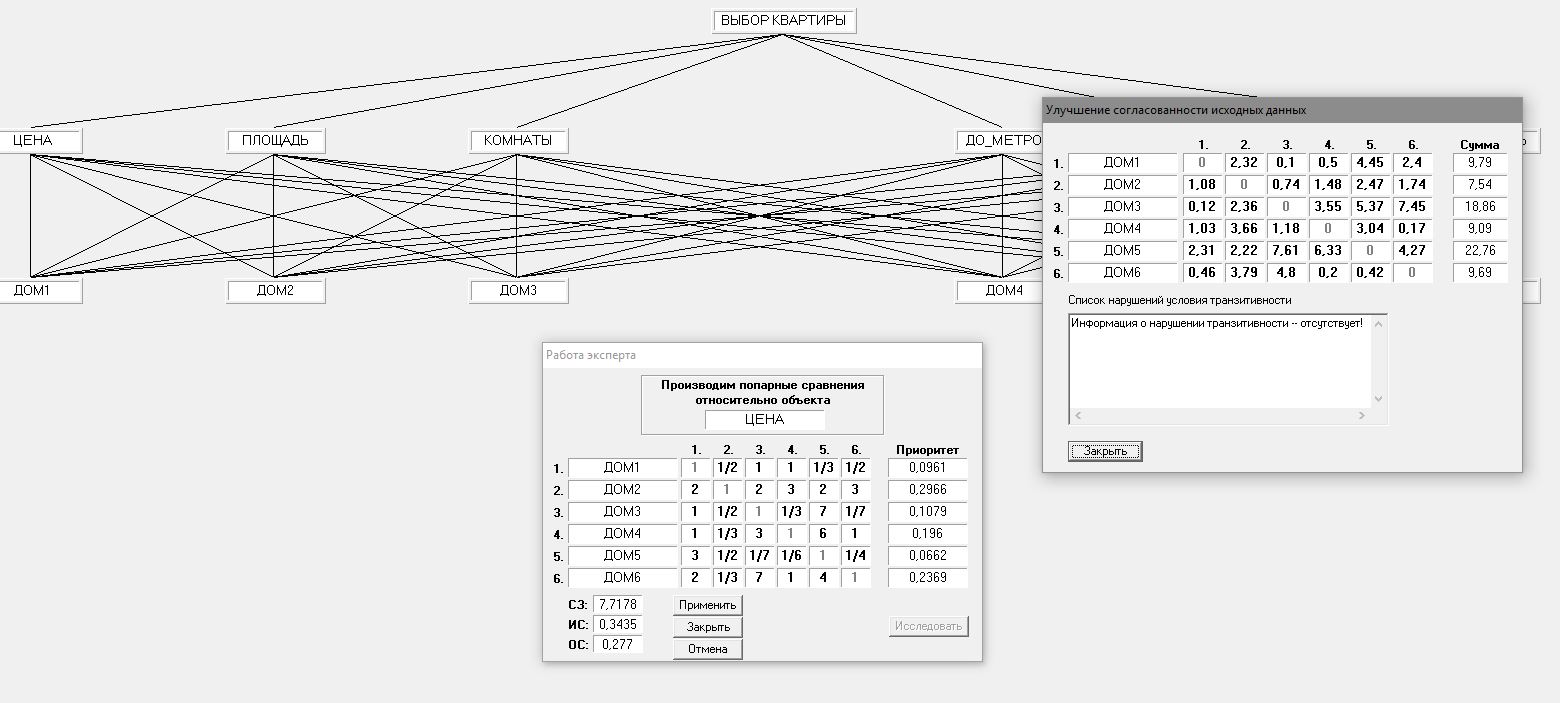 ВЫБОР КВАРТИРЫ
ЦЕНА
ПЛОЩАДЬ
КОМНАТЫ
ДО_МЕТРО
ДОМ1
ДОМ2
ДОМ3
ДОМ4
Улучшение согласованности исходных данных
1. 2. 3. 4. 5. 6. Сумма
1. ДОМ1 0 2,32 0,1 0,5 4,45 2,4 9,79
2. ДОМ2 1,08 0 0,74 1,48 2,47 1,74 7,54
3. ДОМ3 0,12 2,36 0 3,55 5,37 7,45 18,86
4. ДОМ4 1,03 3,66 1,18 0 3,04 0,17 9,09
5. ДОМ5 2,31 2,22 7,61 6,33 0 4,27 22,76
6. ДОМ6 0,46 3,79 4,8 0,2 0,42 0 9,69
Список нарушений условия транзитивности
Информация о нарушении транзитивности -- отсутствует!
Закрыть
Работа эксперта
Производим попарные сравнения
относительно объекта
ЦЕНА
1. 2. 3. 4. 5. 6. Приоритет
1. ДОМ1 1 1/2 1 1 1/3 1/2 0,0961
2. ДОМ2 2 1 2 3 2 3 0,2966
3. ДОМ3 1 1/2 1 1/3 7 1/7 0,1079
4. ДОМ4 1 1/3 3 1 6 1 0,196
5. ДОМ5 3 1/2 1/7 1/6 1 1/4 0,0662
6. ДОМ6 2 1/3 7 1 4 1 0,2369
СЗ: 7,7178 Применить
ИС: 0,3435 Закрыть Исследовать
ОС: 0,277 Отмена